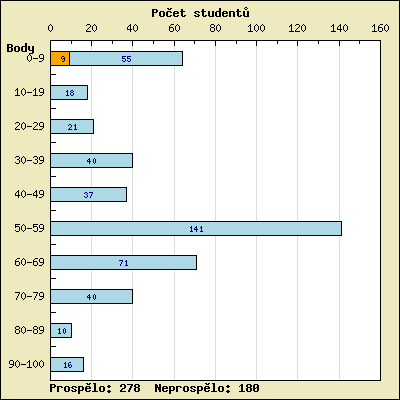 Počet studentů
0 20 40 60 80 100 120 140 160
Body
0-9 9 55
10-19 18
20-29 21
30-39 40
40-49 37
50-59 141
60-69 71
70-79 40
80-89 10
90-100 16
Prospělo: 278 Neprospělo: 180